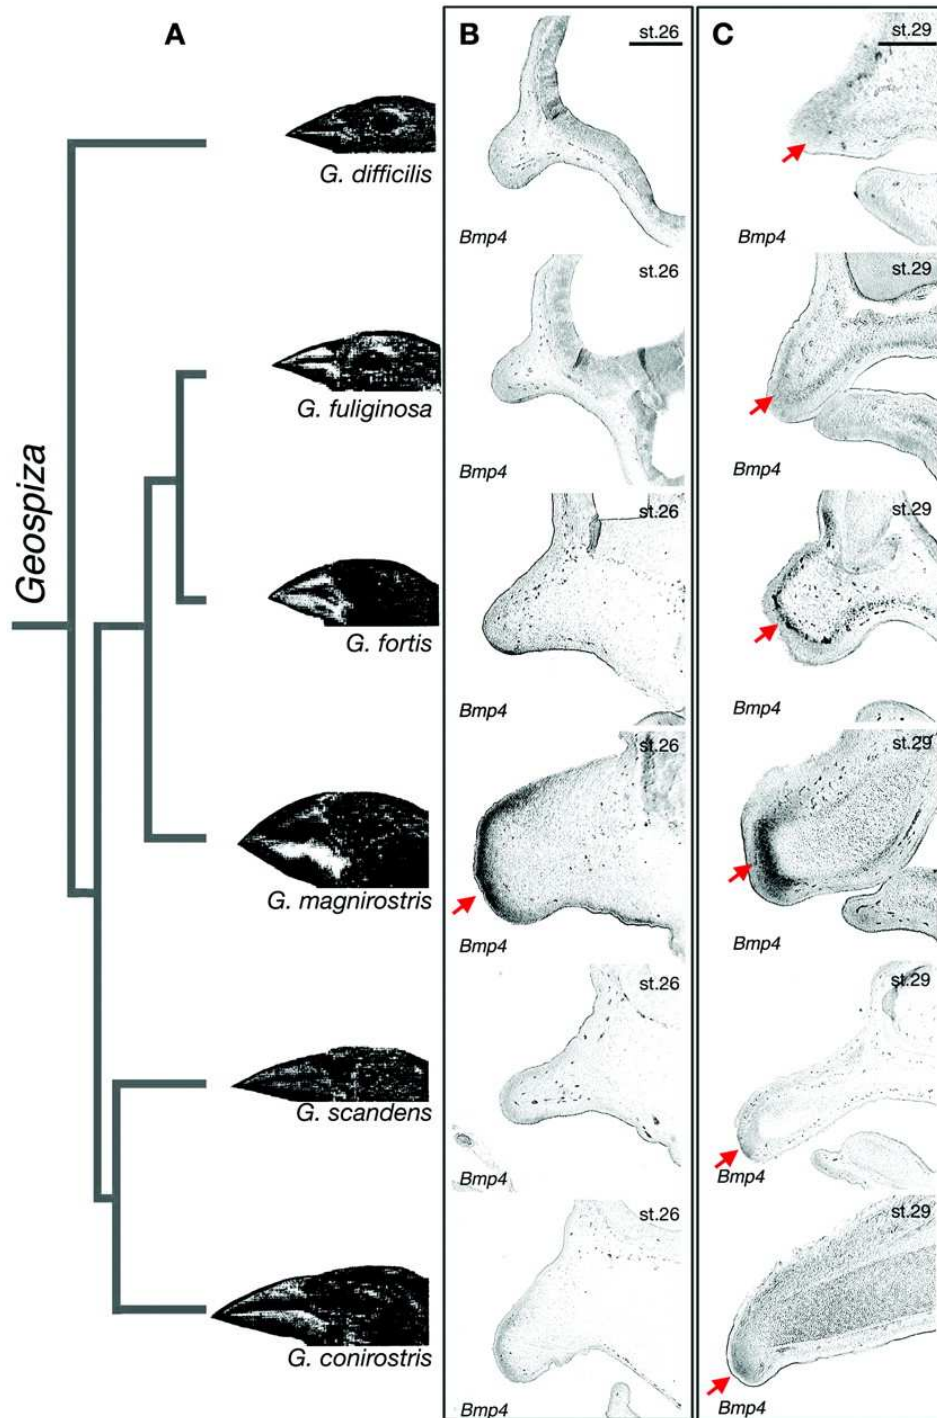 A
B
C
Geospiza
G. difficilis
st.26
Bmp4
st.29
Bmp4
G. fuliginosa
st.26
Bmp4
st.29
Bmp4
G. fortis
st.26
Bmp4
st.29
Bmp4
G. magnirostris
st.26
Bmp4
st.29
Bmp4
G. scandens
st.26
Bmp4
st.29
Bmp4
G. conirostris
st.26
Bmp4
st.29
Bmp4